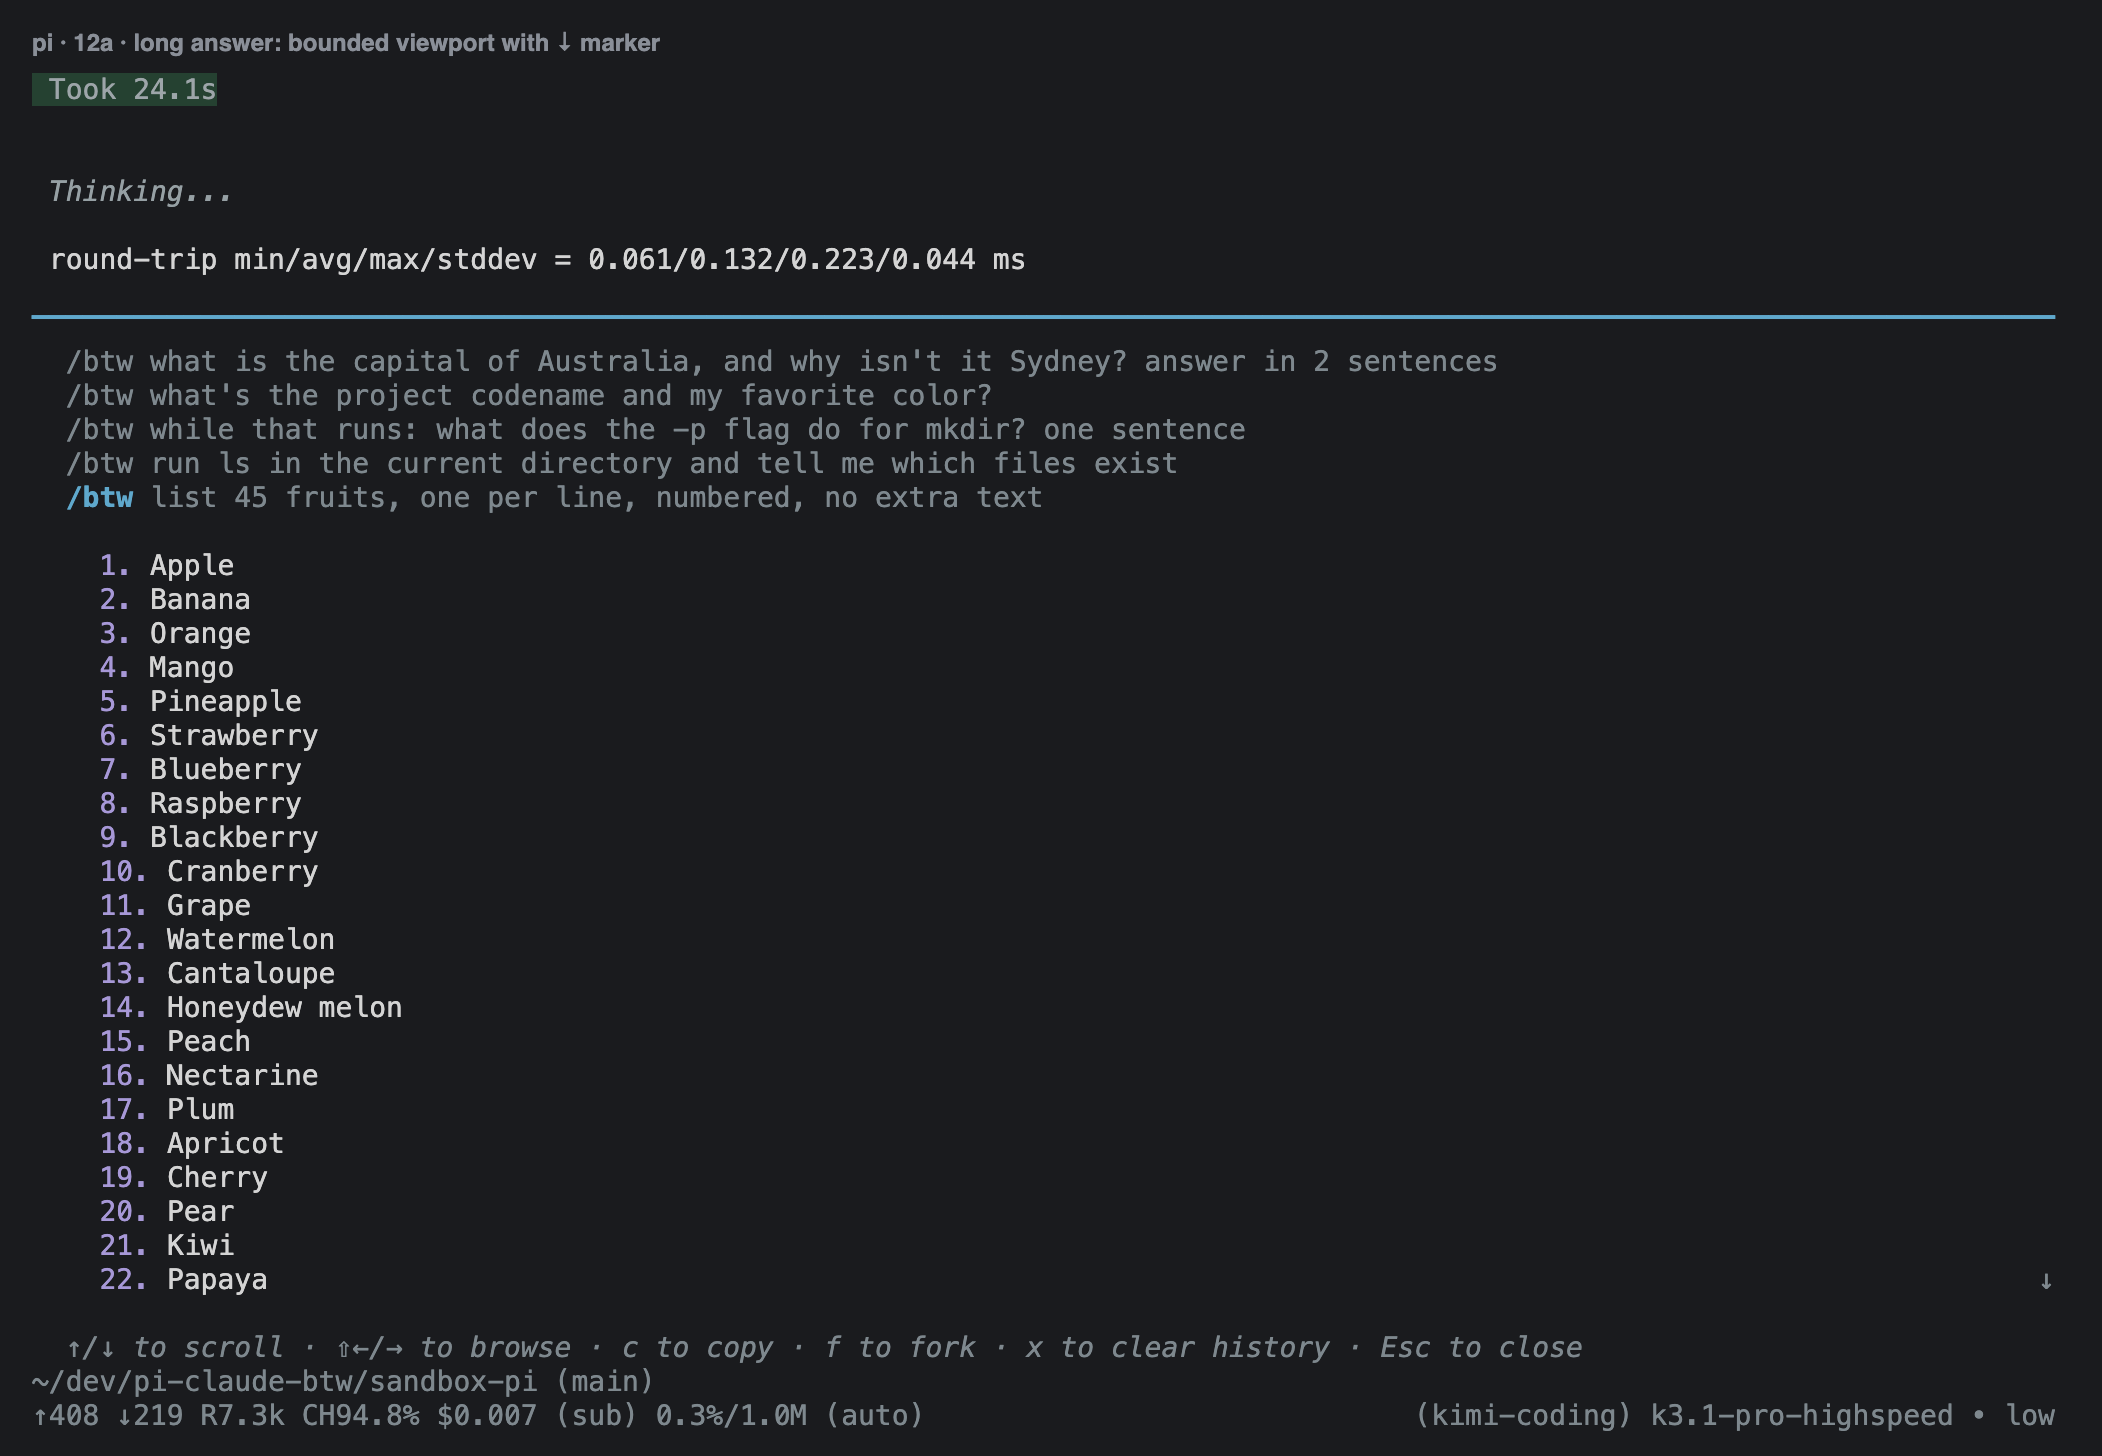 pi · 12a · long answer: bounded viewport with ↓ marker
Took 24.1s
Thinking...
round-trip min/avg/max/stddev = 0.061/0.132/0.223/0.044 ms
/btw what is the capital of Australia, and why isn't it Sydney? answer in 2 sentences
/btw what's the project codename and my favorite color?
/btw while that runs: what does the -p flag do for mkdir? one sentence
/btw run ls in the current directory and tell me which files exist
/btw list 45 fruits, one per line, numbered, no extra text
1. Apple
2. Banana
3. Orange
4. Mango
5. Pineapple
6. Strawberry
7. Blueberry
8. Raspberry
9. Blackberry
10. Cranberry
11. Grape
12. Watermelon
13. Cantaloupe
14. Honeydew melon
15. Peach
16. Nectarine
17. Plum
18. Apricot
19. Cherry
20. Pear
21. Kiwi
22. Papaya ↓
↑/↓ to scroll · ⇧←/→ to browse · c to copy · f to fork · x to clear history · Esc to close
~/dev/pi-claude-btw/sandbox-pi (main)
↑408 ↓219 R7.3k CH94.8% $0.007 (sub) 0.3%/1.0M (auto) (kimi-coding) k3.1-pro-highspeed • low